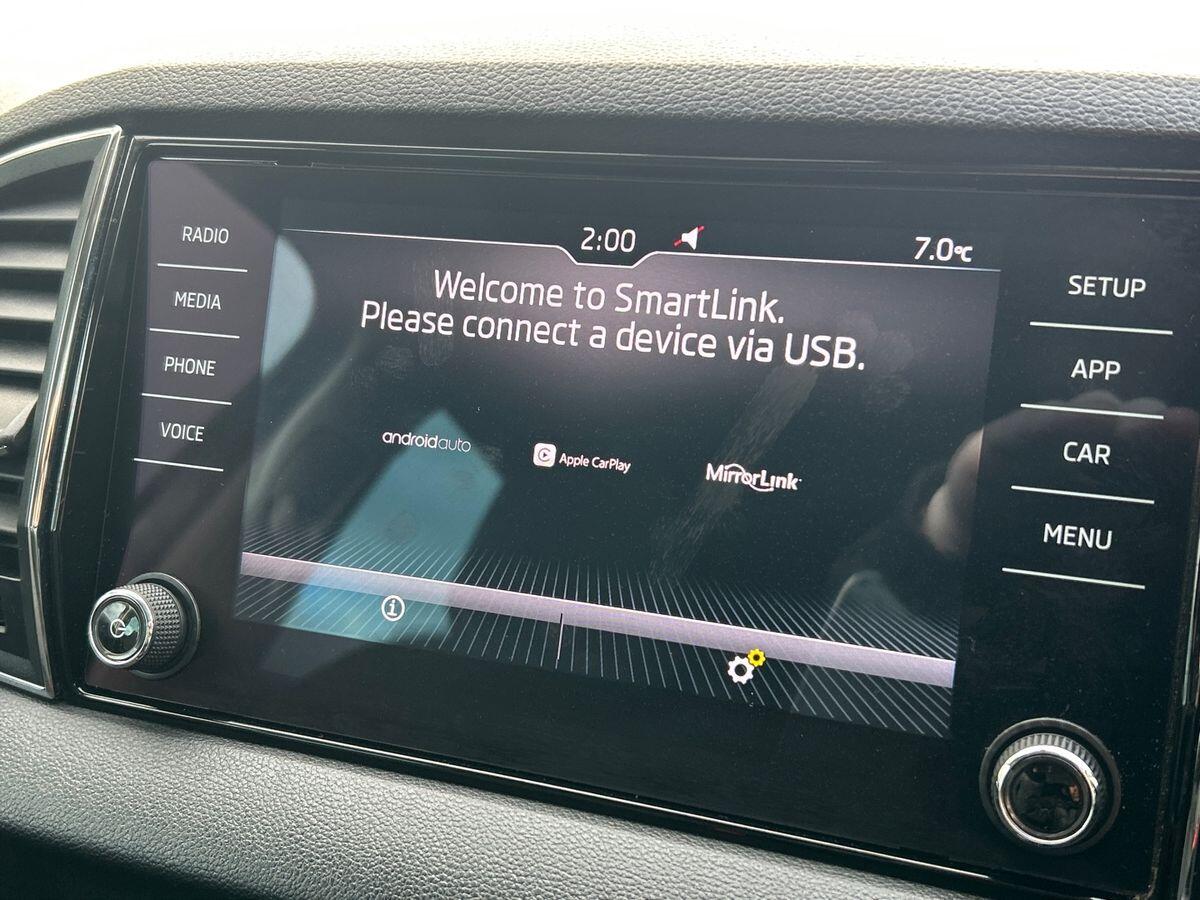 2:00
7.0°C
RADIO
MEDIA
PHONE
VOICE
Welcome to SmartLink.
Please connect a device via USB.
androidauto
Apple CarPlay
MirrorLink
SETUP
APP
CAR
MENU